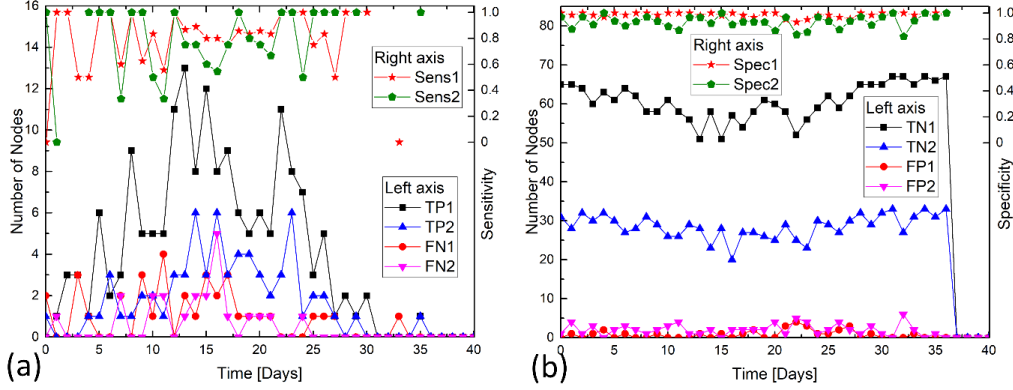 16
14
12
10
8
6
4
2
0
Number of Nodes
1.0
0.8
0.6
0.4
0.2
0
Sensitivity
Right axis
Sens1
Sens2
Left axis
TP1
TP2
FN1
FN2
0 5 10 15 20 25 30 35 40
Time [Days]
(a)
80
70
60
50
40
30
20
10
0
Number of Nodes
1.0
0.8
0.6
0.4
0.2
0
Specificity
Right axis
Spec1
Spec2
Left axis
TN1
TN2
FP1
FP2
0 5 10 15 20 25 30 35 40
Time [Days]
(b)